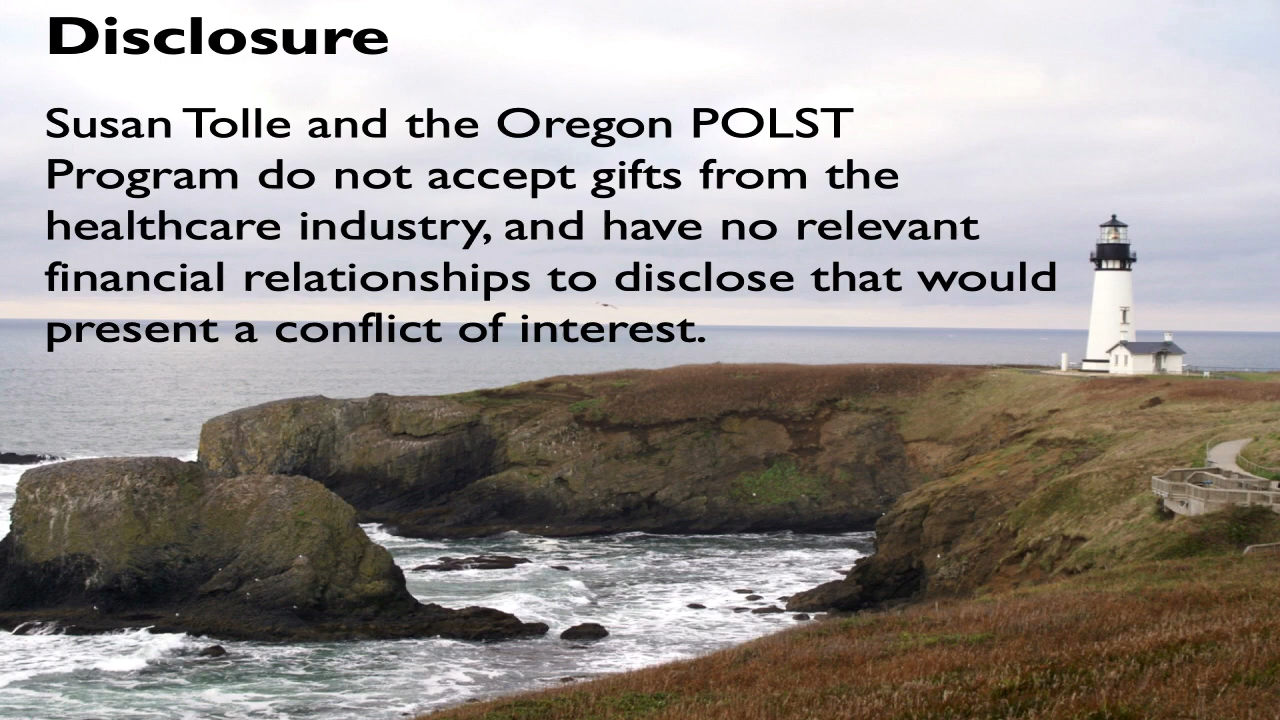 Disclosure
Susan Tolle and the Oregon POLST
Program do not accept gifts from the
healthcare industry, and have no relevant
financial relationships to disclose that would
present a conflict of interest.